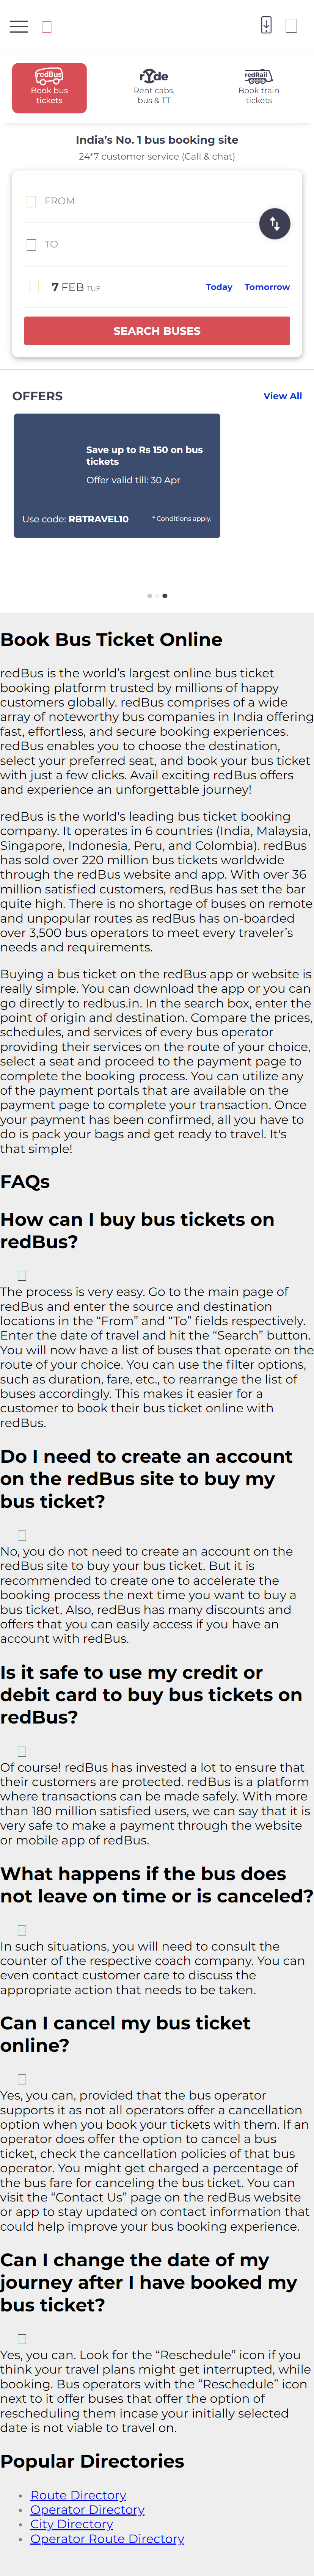 redBus
Book bus
tickets
rYde
Rent cabs,
bus & TT
redRail
Book train
tickets
India's No. 1 bus booking site
24*7 customer service (Call & chat)
FROM
TO
7 FEB TUE
Today
Tomorrow
SEARCH BUSES
OFFERS
View All
Save up to Rs 150 on bus
tickets
Offer valid till: 30 Apr
Use code: RBTRAVEL10
* Conditions apply.
Book Bus Ticket Online
redBus is the world's largest online bus ticket
booking platform trusted by millions of happy
customers globally. redBus comprises of a wide
array of noteworthy bus companies in India offering
fast, effortless, and secure booking experiences.
redBus enables you to choose the destination,
select your preferred seat, and book your bus ticket
with just a few clicks. Avail exciting redBus offers
and experience an unforgettable journey!
redBus is the world's leading bus ticket booking
company. It operates in 6 countries (India, Malaysia,
Singapore, Indonesia, Peru, and Colombia). redBus
has sold over 220 million bus tickets worldwide
through the redBus website and app. With over 36
million satisfied customers, redBus has set the bar
quite high. There is no shortage of buses on remote
and unpopular routes as redBus has on-boarded
over 3,500 bus operators to meet every traveler's
needs and requirements.
Buying a bus ticket on the redBus app or website is
really simple. You can download the app or you can
go directly to redbus.in. In the search box, enter the
point of origin and destination. Compare the prices,
schedules, and services of every bus operator
providing their services on the route of your choice,
select a seat and proceed to the payment page to
complete the booking process. You can utilize any
of the payment portals that are available on the
payment page to complete your transaction. Once
your payment has been confirmed, all you have to
do is pack your bags and get ready to travel. It's
that simple!
FAQs
How can I buy bus tickets on
redBus?
The process is very easy. Go to the main page of
redBus and enter the source and destination
locations in the “From” and “To” fields respectively.
Enter the date of travel and hit the “Search” button.
You will now have a list of buses that operate on the
route of your choice. You can use the filter options,
such as duration, fare, etc., to rearrange the list of
buses accordingly. This makes it easier for a
customer to book their bus ticket online with
redBus.
Do I need to create an account
on the redBus site to buy my
bus ticket?
No, you do not need to create an account on the
redBus site to buy your bus ticket. But it is
recommended to create one to accelerate the
booking process the next time you want to buy a
bus ticket. Also, redBus has many discounts and
offers that you can easily access if you have an
account with redBus.
Is it safe to use my credit or
debit card to buy bus tickets on
redBus?
Of course! redBus has invested a lot to ensure that
their customers are protected. redBus is a platform
where transactions can be made safely. With more
than 180 million satisfied users, we can say that it is
very safe to make a payment through the website
or mobile app of redBus.
What happens if the bus does
not leave on time or is canceled?
In such situations, you will need to consult the
counter of the respective coach company. You can
even contact customer care to discuss the
appropriate action that needs to be taken.
Can I cancel my bus ticket
online?
Yes, you can, provided that the bus operator
supports it as not all operators offer a cancellation
option when you book your tickets with them. If an
operator does offer the option to cancel a bus
ticket, check the cancellation policies of that bus
operator. You might get charged a percentage of
the bus fare for canceling the bus ticket. You can
visit the “Contact Us” page on the redBus website
or app to stay updated on contact information that
could help improve your bus booking experience.
Can I change the date of my
journey after I have booked my
bus ticket?
Yes, you can. Look for the “Reschedule” icon if you
think your travel plans might get interrupted, while
booking. Bus operators with the “Reschedule” icon
next to it offer buses that offer the option of
rescheduling them incase your initially selected
date is not viable to travel on.
Popular Directories
Route Directory
Operator Directory
City Directory
Operator Route Directory